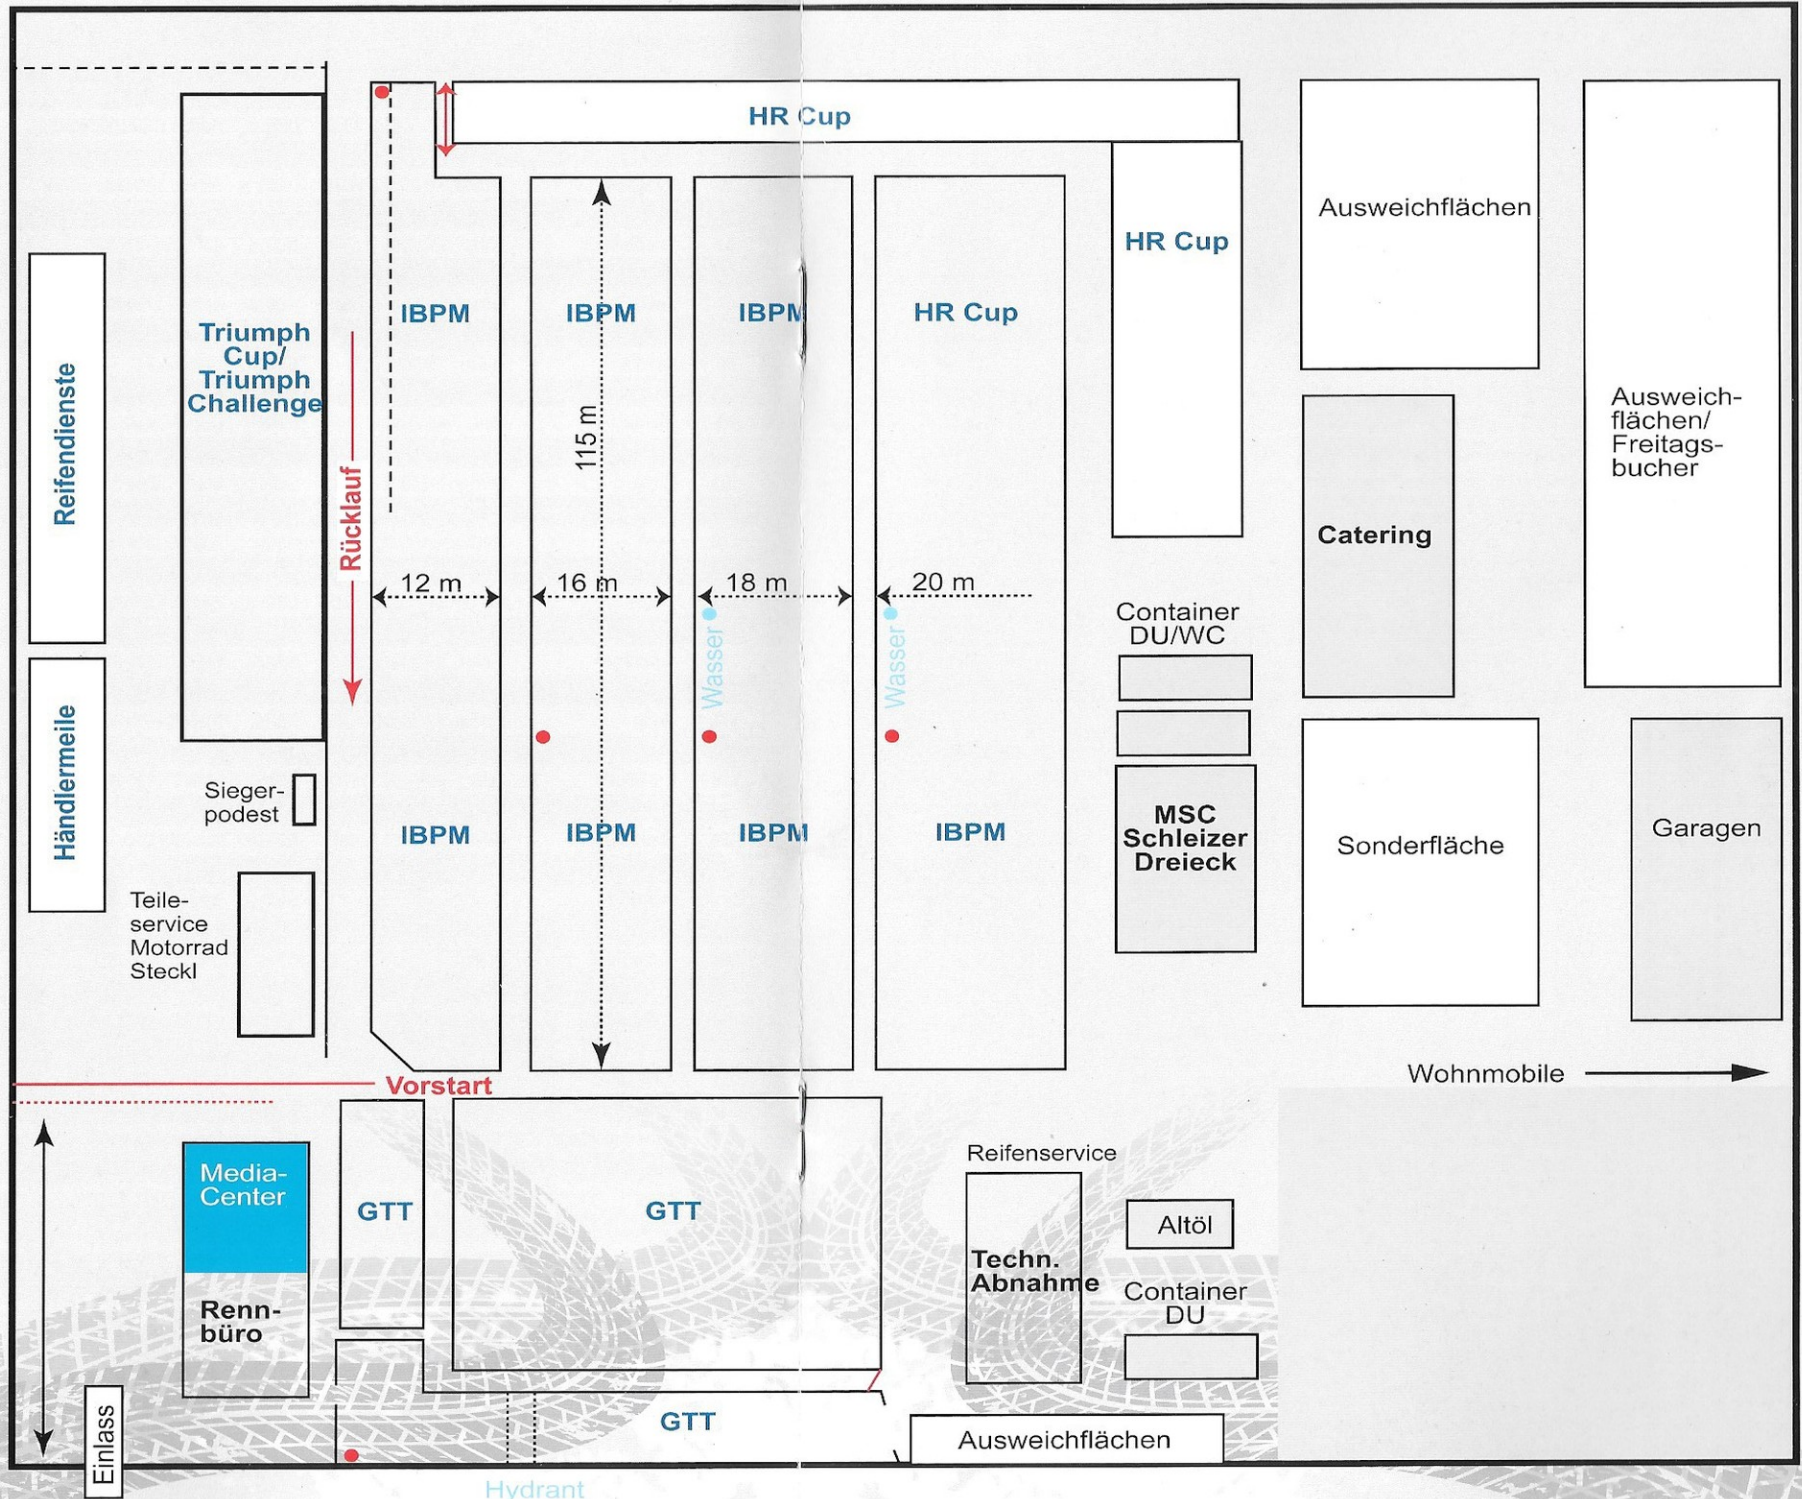 HR Cup
HR Cup
Ausweichflächen
IBPM
IBPM
IBPM
HR Cup
Triumph
Cup/
Triumph
Challenge
Reifendienste
Rücklauf
115 m
Ausweich-
flächen/
Freitags-
bucher
Catering
12 m
16 m
18 m
20 m
Wasser
Wasser
Container
DU/WC
Händlermeile
Sieger-
podest
IBPM
IBPM
IBPM
IBPM
MSC
Schleizer
Dreieck
Sonderfläche
Garagen
Teile-
service
Motorrad
Steckl
Wohnmobile
Vorstart
Media-
Center
Renn-
büro
GTT
GTT
Reifenservice
Techn.
Abnahme
Altöl
Container
DU
Einlass
GTT
Ausweichflächen
Hydrant